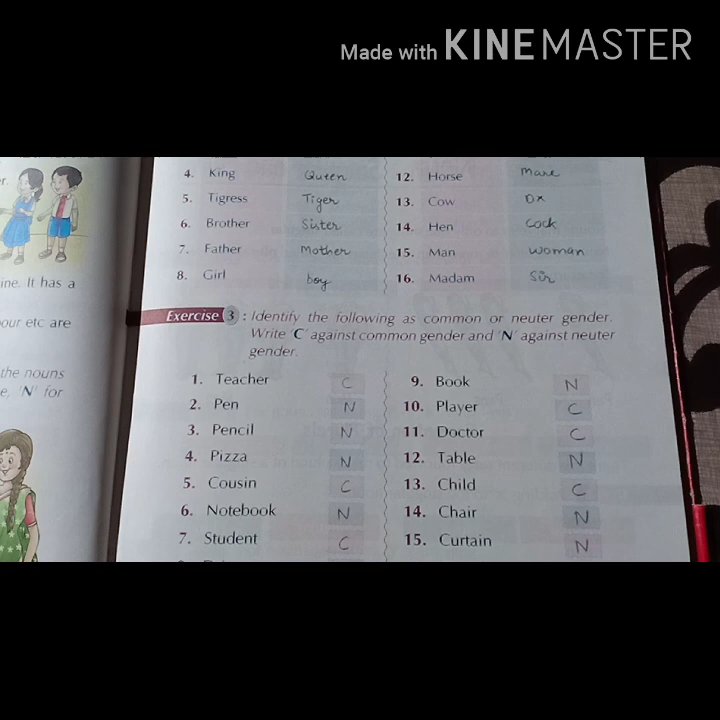 Made with KINEMASTER
er.
4. King Queen 12. Horse Mare
5. Tigress Tiger 13. Cow Ox
6. Brother Sister 14. Hen Cock
7. Father Mother 15. Man woman
8. Girl boy 16. Madam Sir
ine. It has a
our etc are
the nouns
e, 'N' for
Exercise 3 : Identify the following as common or neuter gender.
Write 'C' against common gender and 'N' against neuter
gender.
1. Teacher C 9. Book N
2. Pen N 10. Player C
3. Pencil N 11. Doctor C
4. Pizza N 12. Table N
5. Cousin C 13. Child C
6. Notebook N 14. Chair N
7. Student C 15. Curtain N